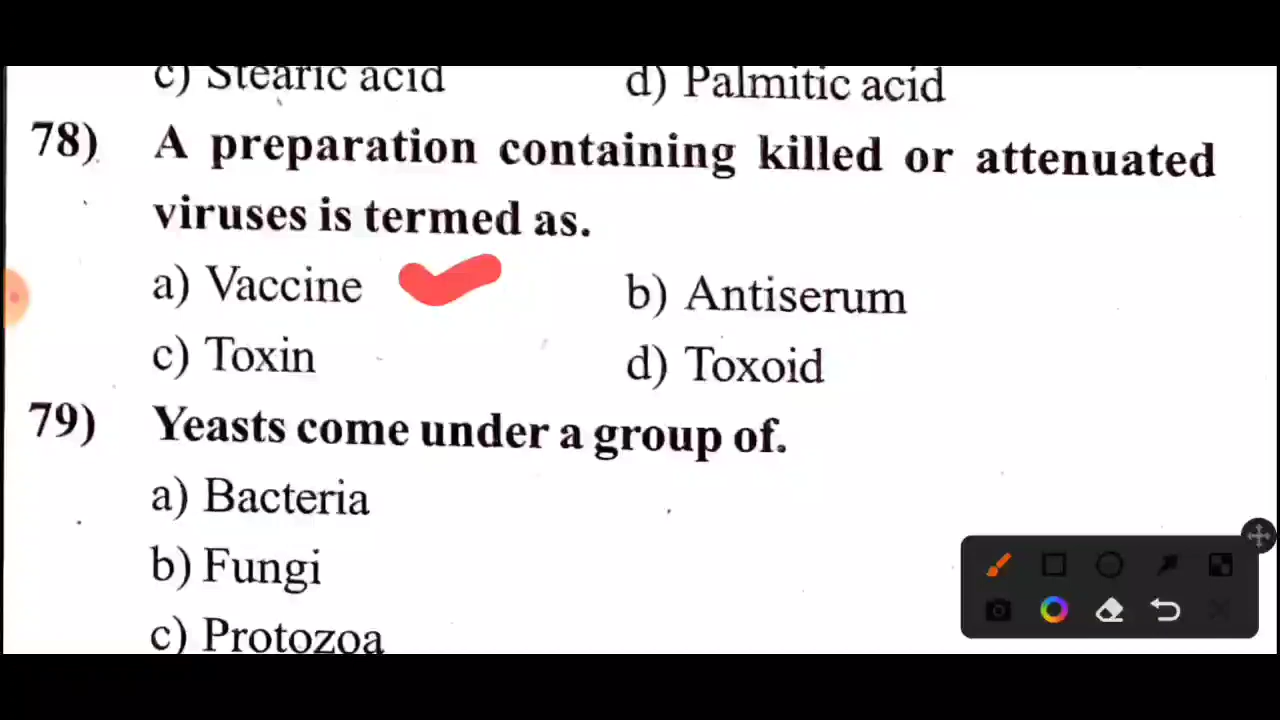 c) Stearic acid d) Palmitic acid
78) A preparation containing killed or attenuated
viruses is termed as.
a) Vaccine b) Antiserum
c) Toxin d) Toxoid
79) Yeasts come under a group of.
a) Bacteria
b) Fungi
c) Protozoa